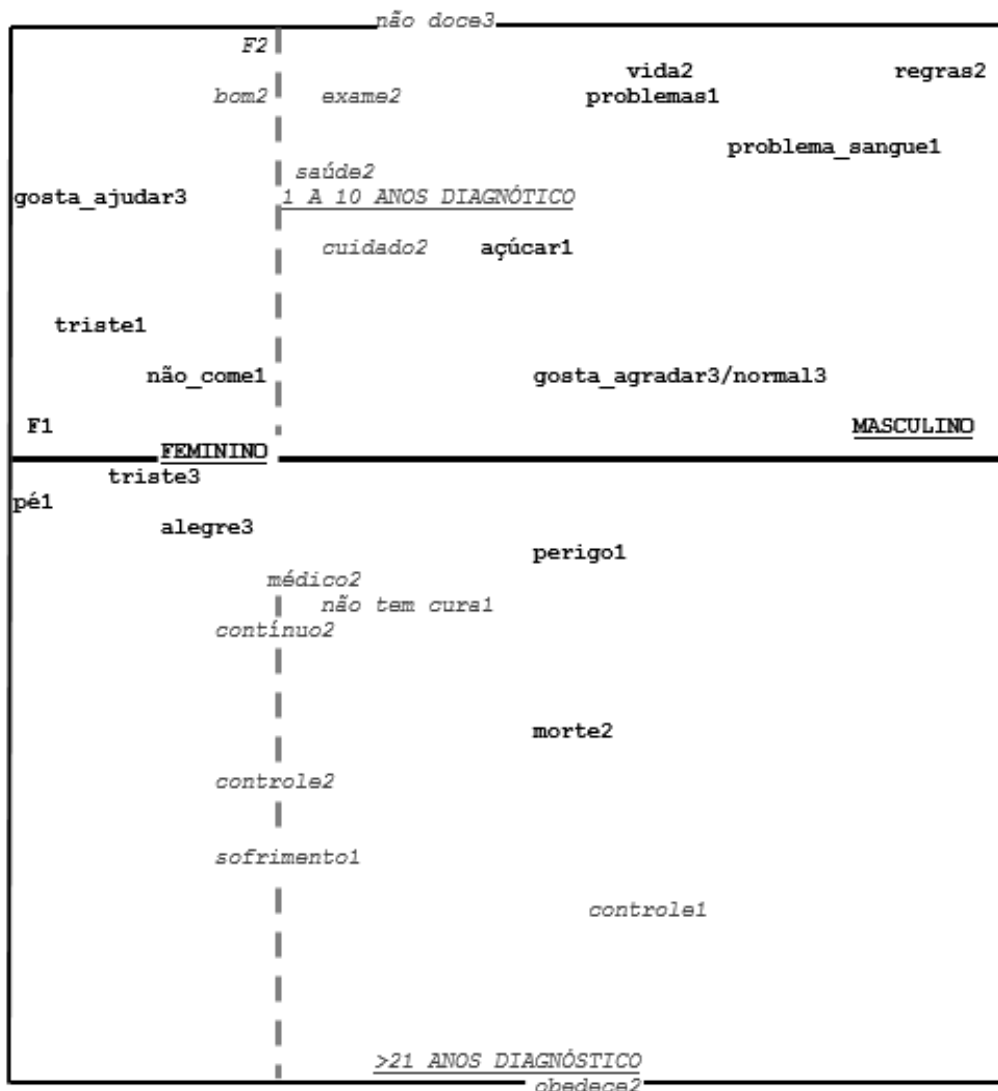 não doce3
F2
vida2 regras2
bom2 exame2 problemas1
problema_sangue1
saúde2
gosta_ajudar3 1 A 10 ANOS DIAGNÓTICO
cuidado2 açúcar1
triste1
não_come1 gosta_agradar3/normal3
F1 MASCULINO
FEMININO
triste3
pé1
alegre3
perigo1
médico2
não tem cura1
contínuo2
morte2
controle2
sofrimento1
controle1
>21 ANOS DIAGNÓSTICO
obedece2